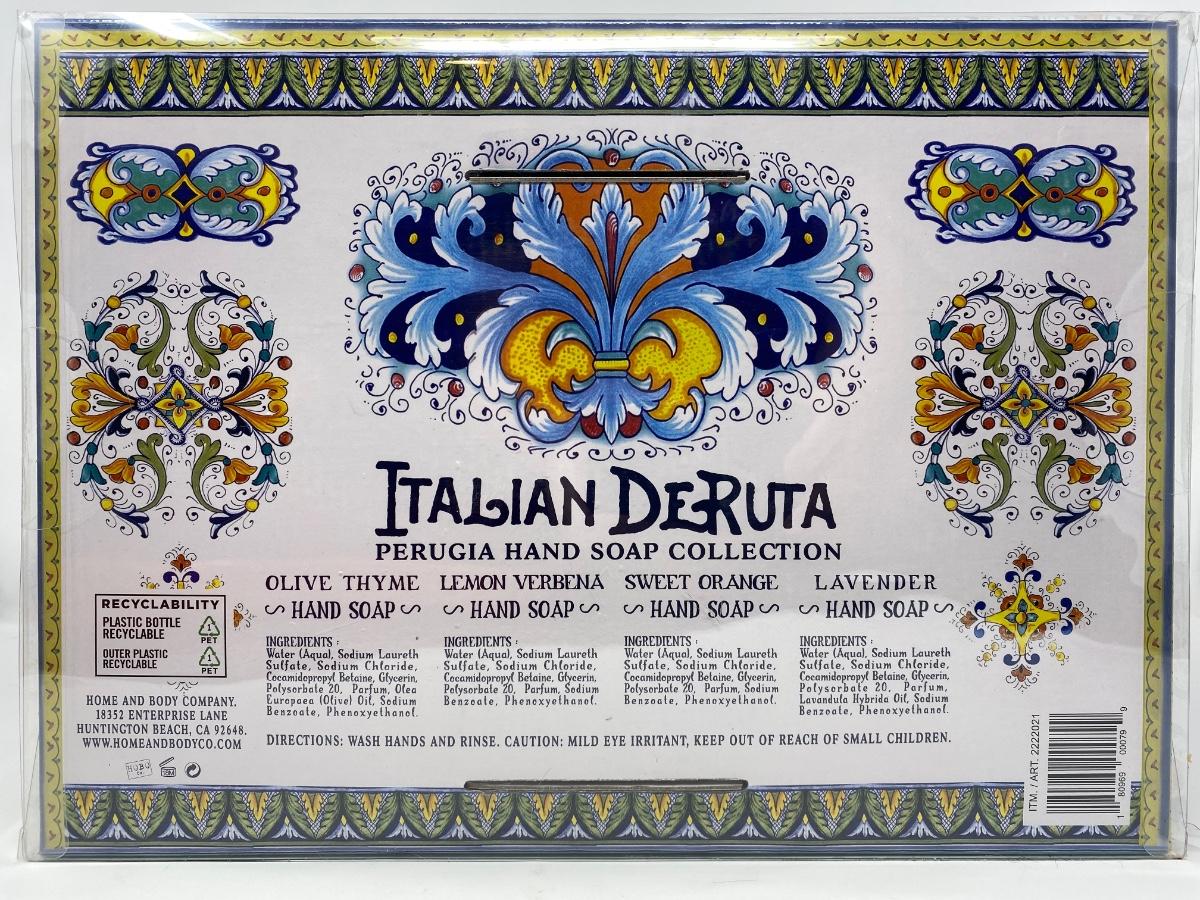 ITALIAN DERUTA
PERUGIA HAND SOAP COLLECTION
OLIVE THYME
HAND SOAP
INGREDIENTS :
Water (Aqua), Sodium Laureth
Sulfate, Sodium Chloride,
Cocamidopropyl Betaine, Glycerin,
Polysorbate 20, Parfum, Olea
Europaea (Olive) Oil, Sodium
Benzoate, Phenoxyethanol.
LEMON VERBENA
HAND SOAP
INGREDIENTS :
Water (Aqua), Sodium Laureth
Sulfate, Sodium Chloride,
Cocamidopropyl Betaine, Glycerin,
Polysorbate 20, Parfum, Sodium
Benzoate, Phenoxyethanol.
SWEET ORANGE
HAND SOAP
INGREDIENTS :
Water (Aqua), Sodium Laureth
Sulfate, Sodium Chloride,
Cocamidopropyl Betaine, Glycerin,
Polysorbate 20, Parfum, Sodium
Benzoate, Phenoxyethanol.
LAVENDER
HAND SOAP
INGREDIENTS :
Water (Aqua), Sodium Laureth
Sulfate, Sodium Chloride,
Cocamidopropyl Betaine, Glycerin,
Polysorbate 20, Parfum,
Lavandula Hybrida Oil, Sodium
Benzoate, Phenoxyethanol.
RECYCLABILITY
PLASTIC BOTTLE
RECYCLABLE
1
PET
OUTER PLASTIC
RECYCLABLE
1
PET
HOME AND BODY COMPANY.
18352 ENTERPRISE LANE
HUNTINGTON BEACH, CA 92648.
WWW.HOMEANDBODYCO.COM
DIRECTIONS: WASH HANDS AND RINSE. CAUTION: MILD EYE IRRITANT, KEEP OUT OF REACH OF SMALL CHILDREN.
ITM. / ART. 2222021
1 80969 00079 9